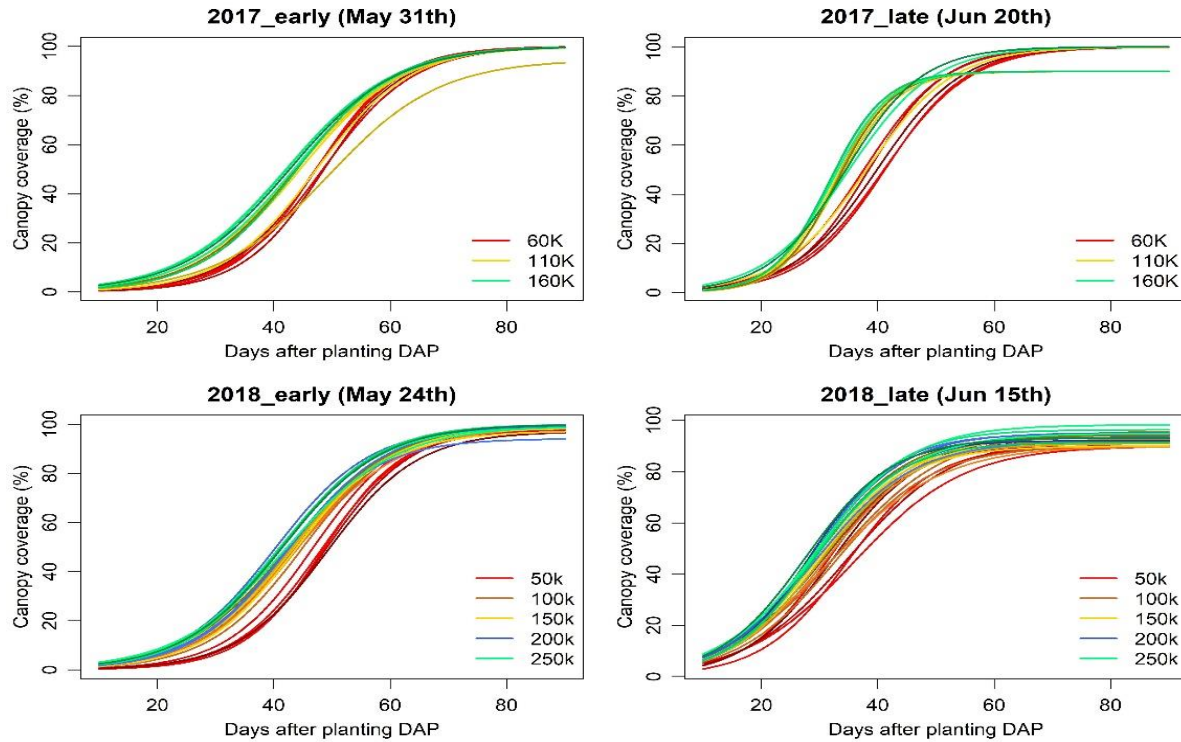 2017_early (May 31th)
Canopy coverage (%)
100
80
60
40
20
0
60K
110K
160K
20 40 60 80
Days after planting DAP
2017_late (Jun 20th)
Canopy coverage (%)
100
80
60
40
20
0
60K
110K
160K
20 40 60 80
Days after planting DAP
2018_early (May 24th)
Canopy coverage (%)
100
80
60
40
20
0
50k
100k
150k
200k
250k
20 40 60 80
Days after planting DAP
2018_late (Jun 15th)
Canopy coverage (%)
100
80
60
40
20
0
50k
100k
150k
200k
250k
20 40 60 80
Days after planting DAP